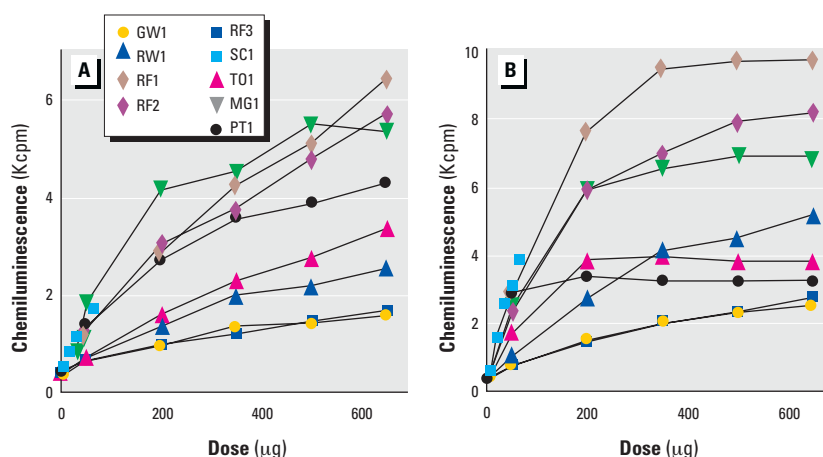 A
GW1
RW1
RF1
RF2
RF3
SC1
TO1
MG1
PT1
Chemiluminescence (Kcpm)
6
4
2
0
0
200
400
600
Dose (µg)
B
Chemiluminescence (Kcpm)
10
8
6
4
2
0
0
200
400
600
Dose (µg)